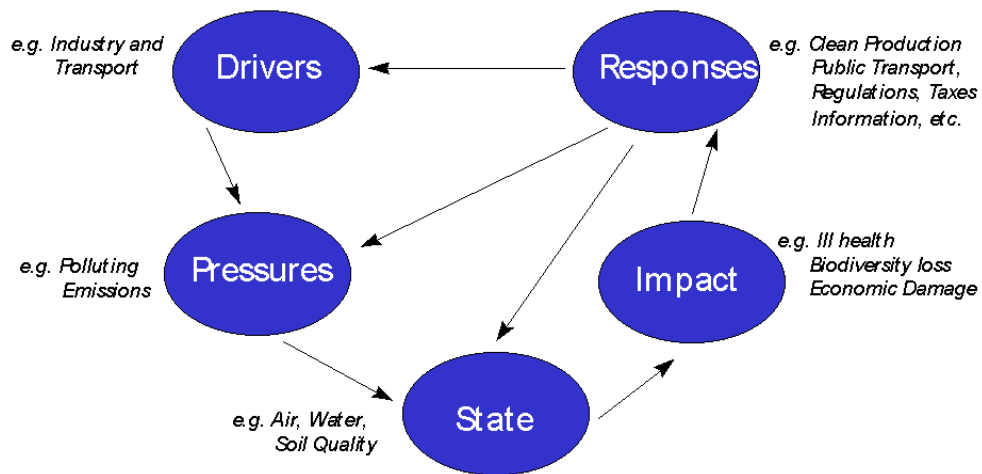 e.g. Industry and
Transport
Drivers
Responses
e.g. Clean Production
Public Transport,
Regulations, Taxes
Information, etc.
e.g. Polluting
Emissions
Pressures
Impact
e.g. Ill health
Biodiversity loss
Economic Damage
e.g. Air, Water,
Soil Quality
State